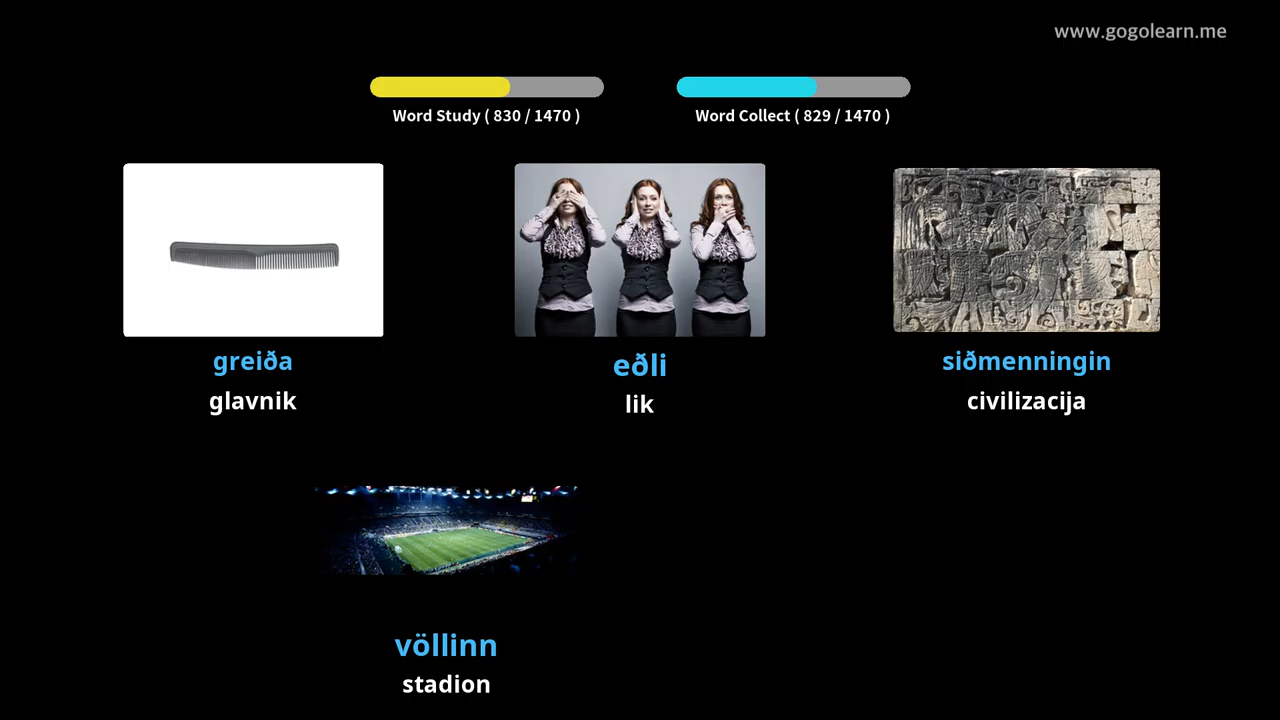 www.gogolearn.me
Word Study ( 830 / 1470 )
Word Collect ( 829 / 1470 )
greiða
glavnik
eðli
lik
siðmenningin
civilizacija
völlinn
stadion